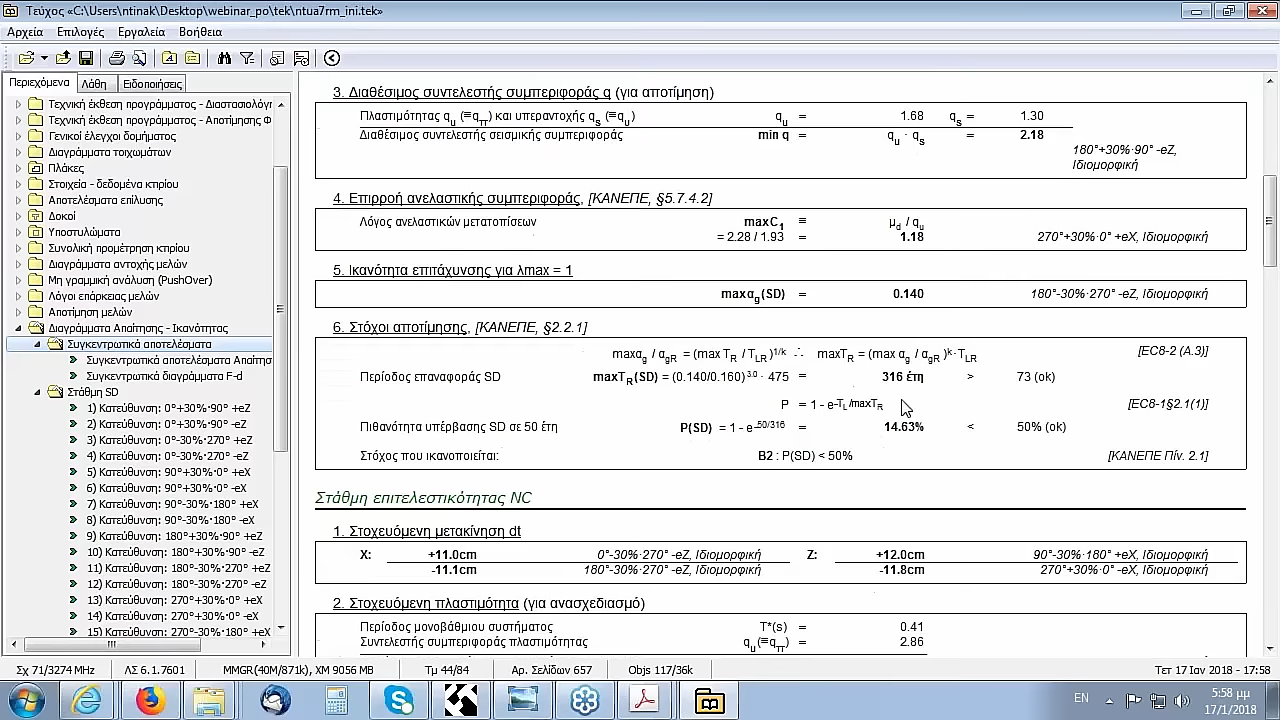 Τεύχος «C:\Users\ntinak\Desktop\webinar_po\tek\ntua7rm_ini.tek»
Αρχεία Επιλογές Εργαλεία Βοήθεια
Περιεχόμενα Λάθη Ειδοποιήσεις
Τεχνική έκθεση προγράμματος - Διαστασιολόγη
Τεχνική έκθεση προγράμματος - Αποτίμησης Φ
Γενικοί έλεγχοι δομήματος
Διαγράμματα τοιχωμάτων
Πλάκες
Στοιχεία - δεδομένα κτιρίου
Αποτελέσματα επίλυσης
Δοκοί
Υποστυλώματα
Συνολική προμέτρηση κτιρίου
Διαγράμματα αντοχής μελών
Μη γραμμική ανάλυση (PushOver)
Λόγοι επάρκειας μελών
Αποτίμηση μελών
Διαγράμματα Απαίτησης - Ικανότητας
Συγκεντρωτικά αποτελέσματα
Συγκεντρωτικά αποτελέσματα Απαίτησ
Συγκεντρωτικά διαγράμματα F-d
Στάθμη SD
1) Κατεύθυνση: 0°+30%·90° +eZ
2) Κατεύθυνση: 0°+30%·90° -eZ
3) Κατεύθυνση: 0°-30%·270° +eZ
4) Κατεύθυνση: 0°-30%·270° -eZ
5) Κατεύθυνση: 90°+30%·0° +eX
6) Κατεύθυνση: 90°+30%·0° -eX
7) Κατεύθυνση: 90°-30%·180° +eX
8) Κατεύθυνση: 90°-30%·180° -eX
9) Κατεύθυνση: 180°+30%·90° +eZ
10) Κατεύθυνση: 180°+30%·90° -eZ
11) Κατεύθυνση: 180°-30%·270° +eZ
12) Κατεύθυνση: 180°-30%·270° -eZ
13) Κατεύθυνση: 270°+30%·0° +eX
14) Κατεύθυνση: 270°+30%·0° -eX
15) Κατεύθυνση: 270°-30%·180° +eX
3. Διαθέσιμος συντελεστής συμπεριφοράς q (για αποτίμηση)
Πλαστιμότητας qu (≡qπ) και υπεραντοχής qs (≡qυ) qu = 1.68 qs = 1.30
Διαθέσιμος συντελεστής σεισμικής συμπεριφοράς min q = qu · qs = 2.18
180°+30%·90° -eZ,
Ιδιομορφική
4. Επιρροή ανελαστικής συμπεριφοράς, [ΚΑΝΕΠΕ, §5.7.4.2]
Λόγος ανελαστικών μετατοπίσεων maxC1 ≡ μd / qu
= 2.28 / 1.93 = 1.18 270°+30%·0° +eX, Ιδιομορφική
5. Ικανότητα επιτάχυνσης για λmax = 1
maxαg(SD) = 0.140 180°-30%·270° -eZ, Ιδιομορφική
6. Στόχοι αποτίμησης, [ΚΑΝΕΠΕ, §2.2.1]
maxαg / αgR = (max TR / TLR )1/k ∴ maxTR = (max αg / αgR )k· TLR [EC8-2 (A.3)]
Περίοδος επαναφοράς SD maxTR(SD) = (0.140/0.160) 3.0 · 475 = 316 έτη > 73 (ok)
P = 1 - e-TL /maxTR [EC8-1§2.1(1)]
Πιθανότητα υπέρβασης SD σε 50 έτη P(SD) = 1 - e-50/316 = 14.63% < 50% (ok)
Στόχος που ικανοποιείται: B2 : P(SD) < 50% [ΚΑΝΕΠΕ Πίν. 2.1]
Στάθμη επιτελεστικότητας NC
1. Στοχευόμενη μετακίνηση dt
X: +11.0cm 0°-30%·270° -eZ, Ιδιομορφική Z: +12.0cm 90°-30%·180° +eX, Ιδιομορφική
-11.1cm 180°-30%·270° -eZ, Ιδιομορφική -11.8cm 270°+30%·0° -eX, Ιδιομορφική
2. Στοχευόμενη πλαστιμότητα (για ανασχεδιασμό)
Περίοδος μονοβάθμιου συστήματος T*(s) = 0.41
Συντελεστής συμπεριφοράς πλαστιμότητας qu(≡qπ) = 2.86
Σχ 71/3274 MHz ΛΣ 6.1.7601 MMGR(40M/871k), XM 9056 MB Τμ 44/84 Αρ. Σελίδων 657 Objs 117/36k Τετ 17 Ιαν 2018 - 17:58
EN 5:58 μμ
17/1/2018